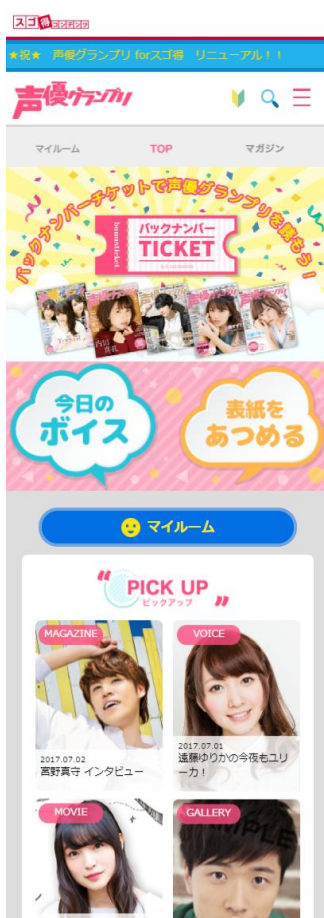 スゴ得コンテンツ
★祝★ 声優グランプリ forスゴ得 リニューアル!!
声優グランプリ
マイルーム TOP マガジン
バックナンバーチケットで声優グランプリを読もう!
バックナンバー
TICKET
今日の
ボイス
表紙を
あつめる
マイルーム
PICK UP
ピックアップ
MAGAZINE
2017.07.02
宮野真守 インタビュー
VOICE
2017.07.01
遠藤ゆりかの今夜もユリ
ーカ!
MOVIE
GALLERY
SAMPLE